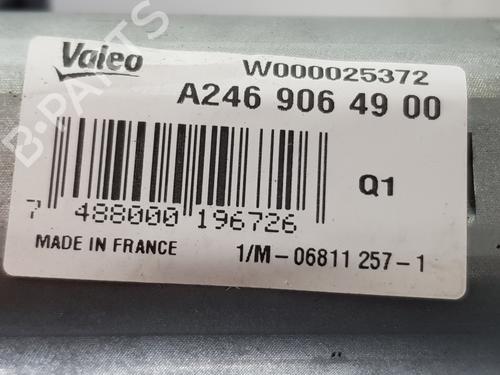 Valeo
W000025372
A246 906 49 00
Q1
7 488000 196726
MADE IN FRANCE
1/M-06811 257-1
B-PARTS